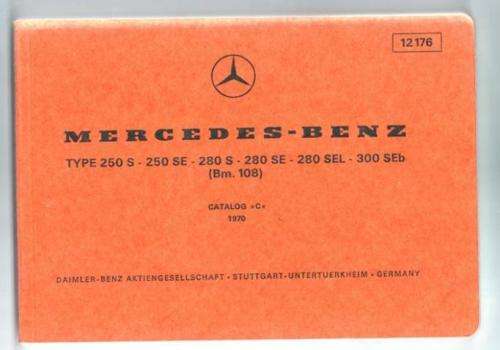 12176
MERCEDES-BENZ
TYPE 250 S - 250 SE - 280 S - 280 SE - 280 SEL - 300 SEb
(Bm. 108)
CATALOG »C«
1970
DAIMLER-BENZ AKTIENGESELLSCHAFT · STUTTGART-UNTERTUERKHEIM · GERMANY